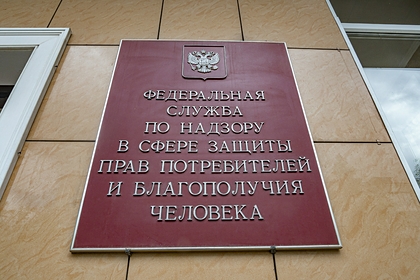 ФЕДЕРАЛЬНАЯ
СЛУЖБА
ПО НАДЗОРУ
В СФЕРЕ ЗАЩИТЫ
ПРАВ ПОТРЕБИТЕЛЕЙ
И БЛАГОПОЛУЧИЯ
ЧЕЛОВЕКА